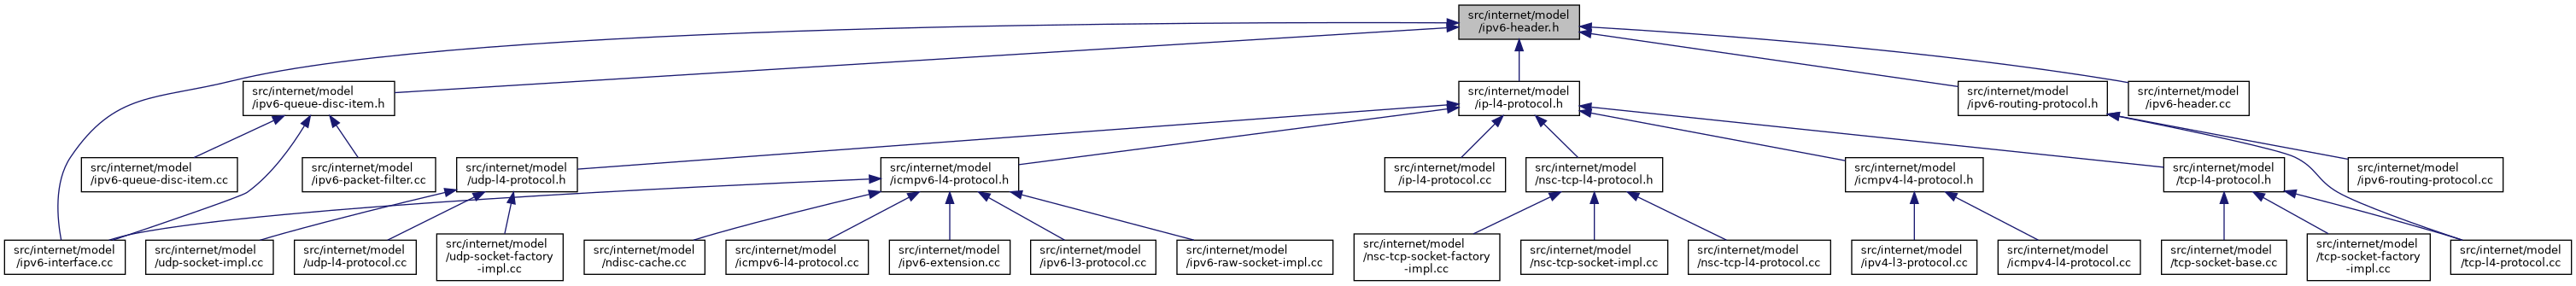 src/internet/model
/ipv6-header.h
src/internet/model
/ipv6-queue-disc-item.h
src/internet/model
/ip-l4-protocol.h
src/internet/model
/ipv6-routing-protocol.h
src/internet/model
/ipv6-header.cc
src/internet/model
/ipv6-queue-disc-item.cc
src/internet/model
/ipv6-packet-filter.cc
src/internet/model
/udp-l4-protocol.h
src/internet/model
/icmpv6-l4-protocol.h
src/internet/model
/ip-l4-protocol.cc
src/internet/model
/nsc-tcp-l4-protocol.h
src/internet/model
/icmpv4-l4-protocol.h
src/internet/model
/tcp-l4-protocol.h
src/internet/model
/ipv6-routing-protocol.cc
src/internet/model
/ipv6-interface.cc
src/internet/model
/udp-socket-impl.cc
src/internet/model
/udp-l4-protocol.cc
src/internet/model
/udp-socket-factory
-impl.cc
src/internet/model
/ndisc-cache.cc
src/internet/model
/icmpv6-l4-protocol.cc
src/internet/model
/ipv6-extension.cc
src/internet/model
/ipv6-l3-protocol.cc
src/internet/model
/ipv6-raw-socket-impl.cc
src/internet/model
/nsc-tcp-socket-factory
-impl.cc
src/internet/model
/nsc-tcp-socket-impl.cc
src/internet/model
/nsc-tcp-l4-protocol.cc
src/internet/model
/ipv4-l3-protocol.cc
src/internet/model
/icmpv4-l4-protocol.cc
src/internet/model
/tcp-socket-base.cc
src/internet/model
/tcp-socket-factory
-impl.cc
src/internet/model
/tcp-l4-protocol.cc